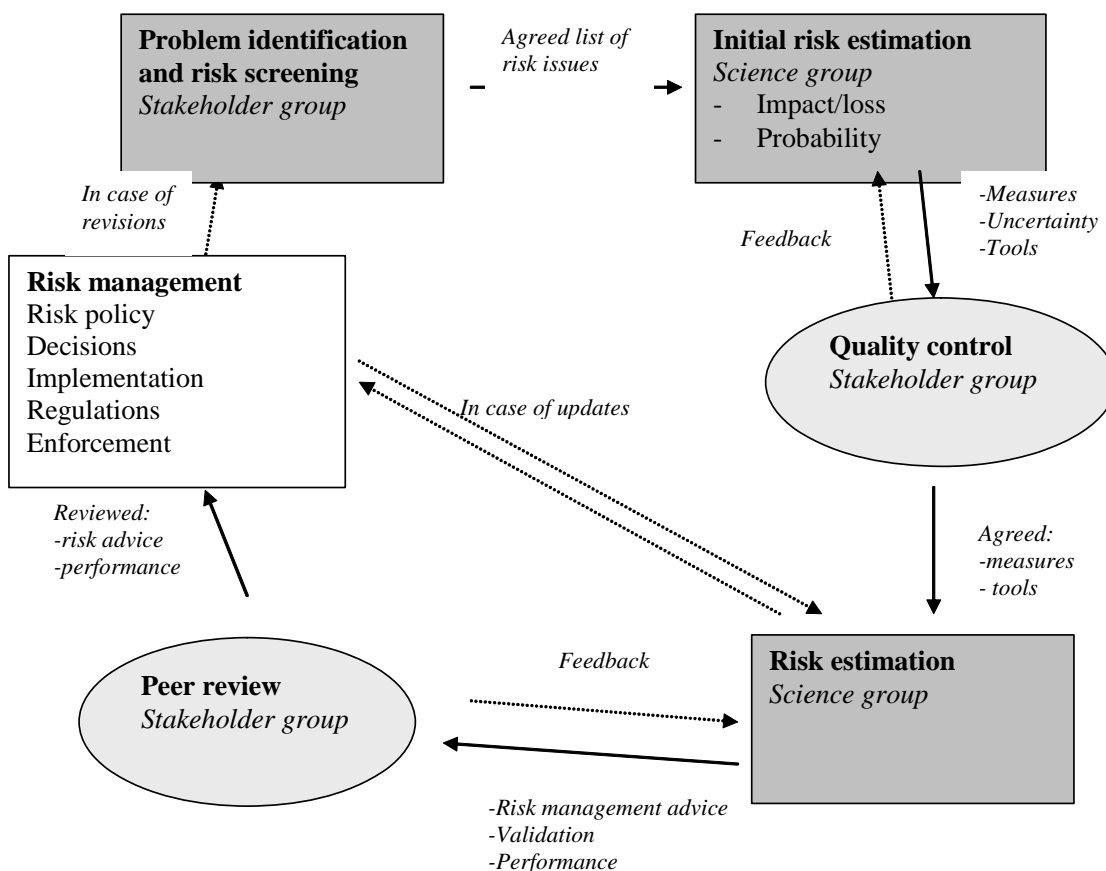 Problem identification
and risk screening
Stakeholder group
Agreed list of
risk issues
Initial risk estimation
Science group
- Impact/loss
- Probability
In case of
revisions
Feedback
-Measures
-Uncertainty
-Tools
Risk management
Risk policy
Decisions
Implementation
Regulations
Enforcement
Quality control
Stakeholder group
In case of updates
Reviewed:
-risk advice
-performance
Agreed:
-measures
- tools
Peer review
Stakeholder group
Feedback
Risk estimation
Science group
-Risk management advice
-Validation
-Performance